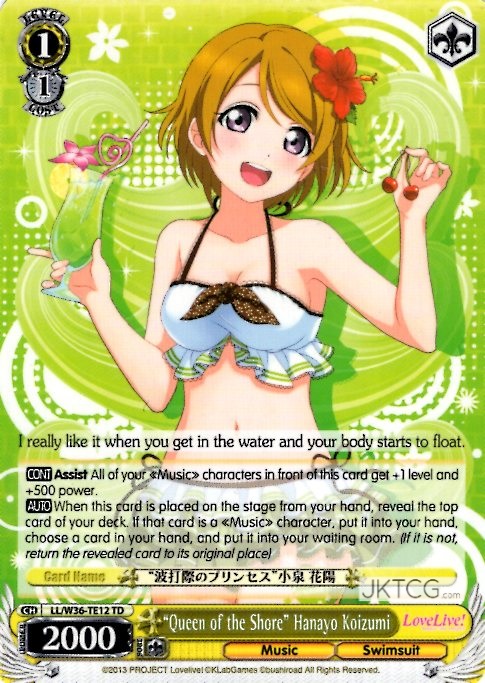 LEVEL
1
1
COST
I really like it when you get in the water and your body starts to float.
CONT Assist All of your «Music» characters in front of this card get +1 level and
+500 power.
AUTO When this card is placed on the stage from your hand, reveal the top
card of your deck. If that card is a «Music» character, put it into your hand,
choose a card in your hand, and put it into your waiting room. (If it is not,
return the revealed card to its original place)
Card Name
"波打際のプリンセス"小泉 花陽
JKTCG.com
CH LL/W36-TE12 TD
POWER
2000
SOUL
"Queen of the Shore" Hanayo Koizumi
LoveLive!
Music
Swimsuit
©2013 PROJECT Lovelive! ©KLabGames ©bushiroad All Rights Reserved.